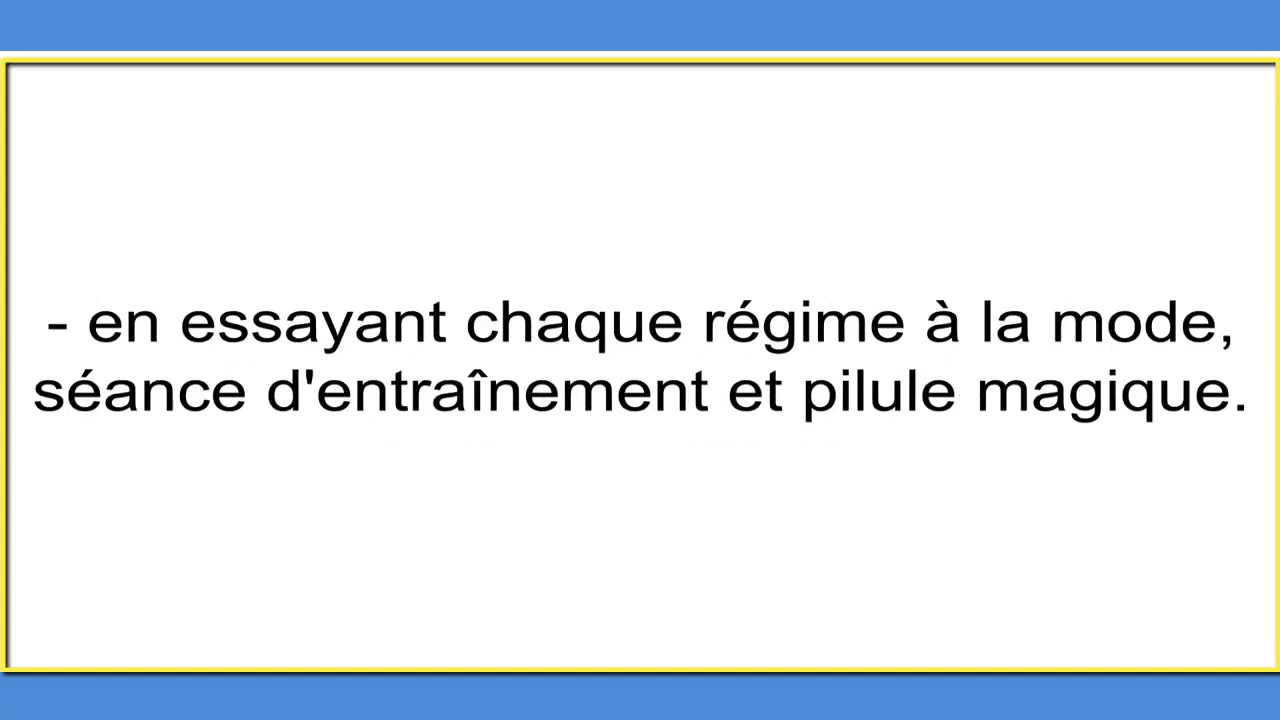 - en essayant chaque régime à la mode,
séance d'entraînement et pilule magique.